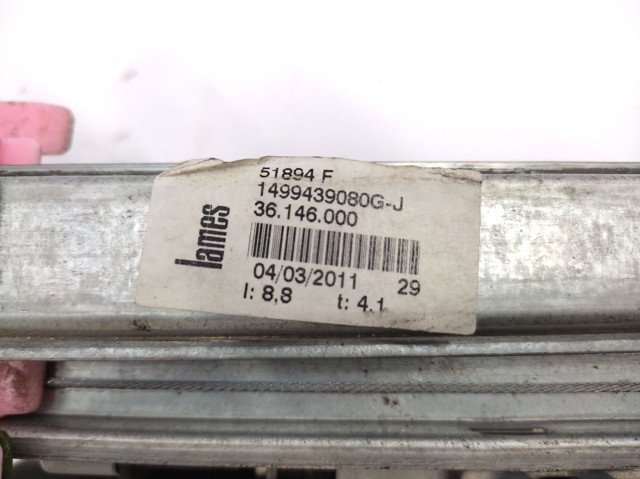 51894 F
1499439080G-J
36.146.000
lames
04/03/2011 29
I: 8,8 t: 4.1